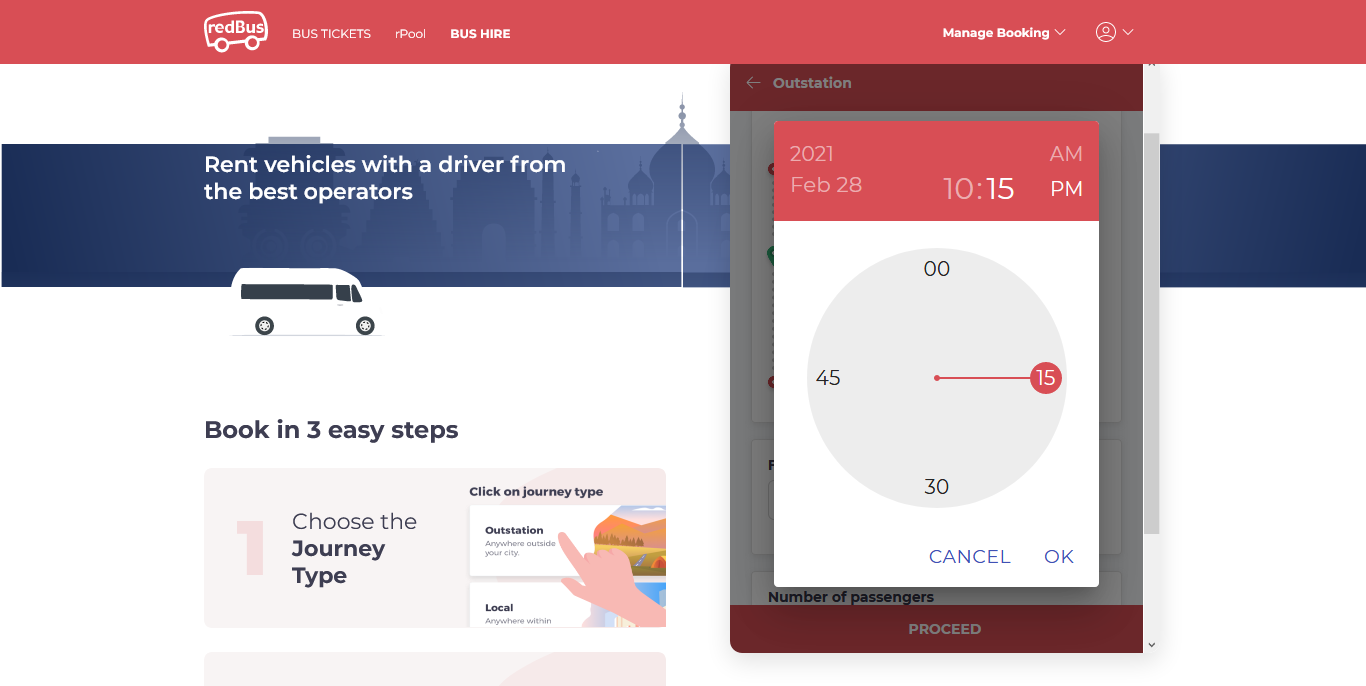 redBus
BUS TICKETS
rPool
BUS HIRE
Manage Booking
Rent vehicles with a driver from
the best operators
Book in 3 easy steps
1
Choose the
Journey
Type
Click on journey type
Outstation
Anywhere outside
your city.
Local
Anywhere within
Outstation
2021
Feb 28
10:15
AM
PM
00
15
30
45
CANCEL
OK
Number of passengers
PROCEED